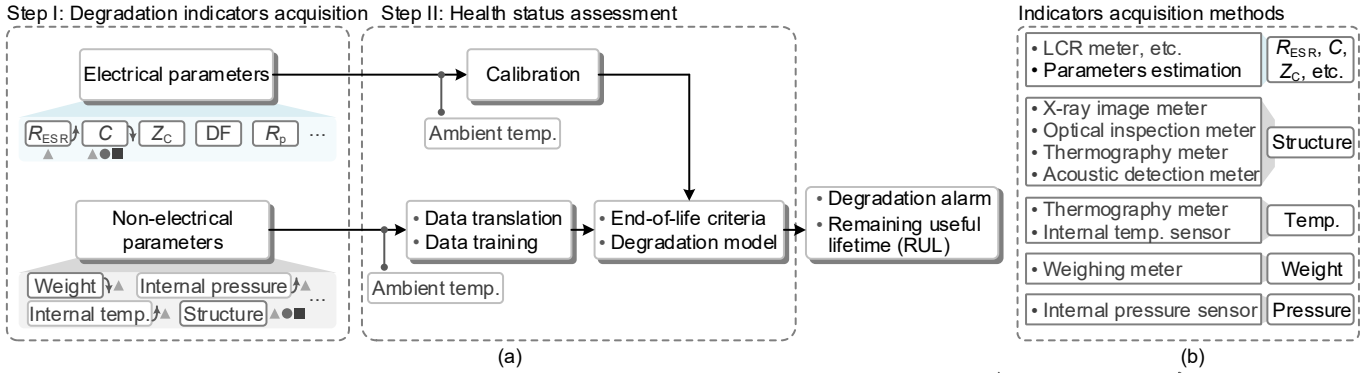 Step I: Degradation indicators acquisition
Step II: Health status assessment
Electrical parameters
Calibration
Ambient temp.
R_ESR C Z_C DF R_p ...
Non-electrical
parameters
• Data translation
• Data training
• End-of-life criteria
• Degradation model
• Degradation alarm
• Remaining useful
lifetime (RUL)
Ambient temp.
Weight Internal pressure ...
Internal temp. Structure
(a)
Indicators acquisition methods
• LCR meter, etc.
• Parameters estimation
R_ESR, C,
Z_C, etc.
• X-ray image meter
• Optical inspection meter
• Thermography meter
• Acoustic detection meter
Structure
• Thermography meter
• Internal temp. sensor
Temp.
• Weighing meter
Weight
• Internal pressure sensor
Pressure
(b)